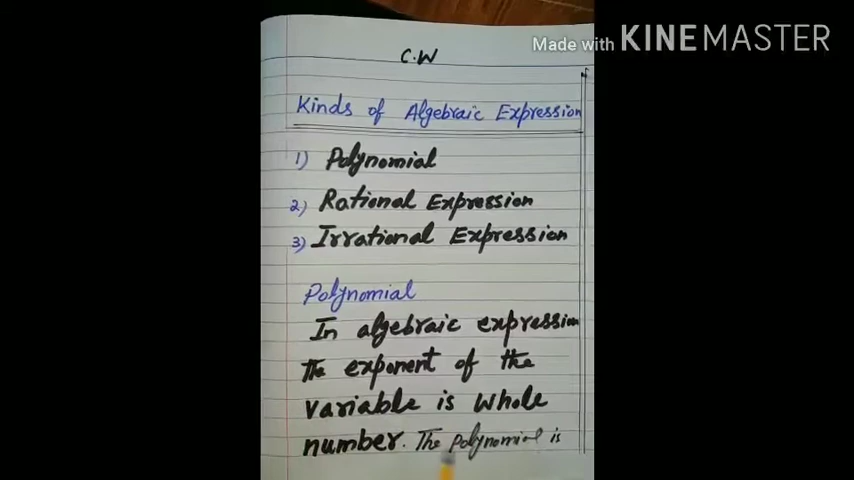 Made with KINEMASTER
C.W
Kinds of Algebraic Expression
1) Polynomial
2) Rational Expression
3) Irrational Expression
Polynomial
In algebraic expression
the exponent of the
variable is whole
number. The Polynomial is